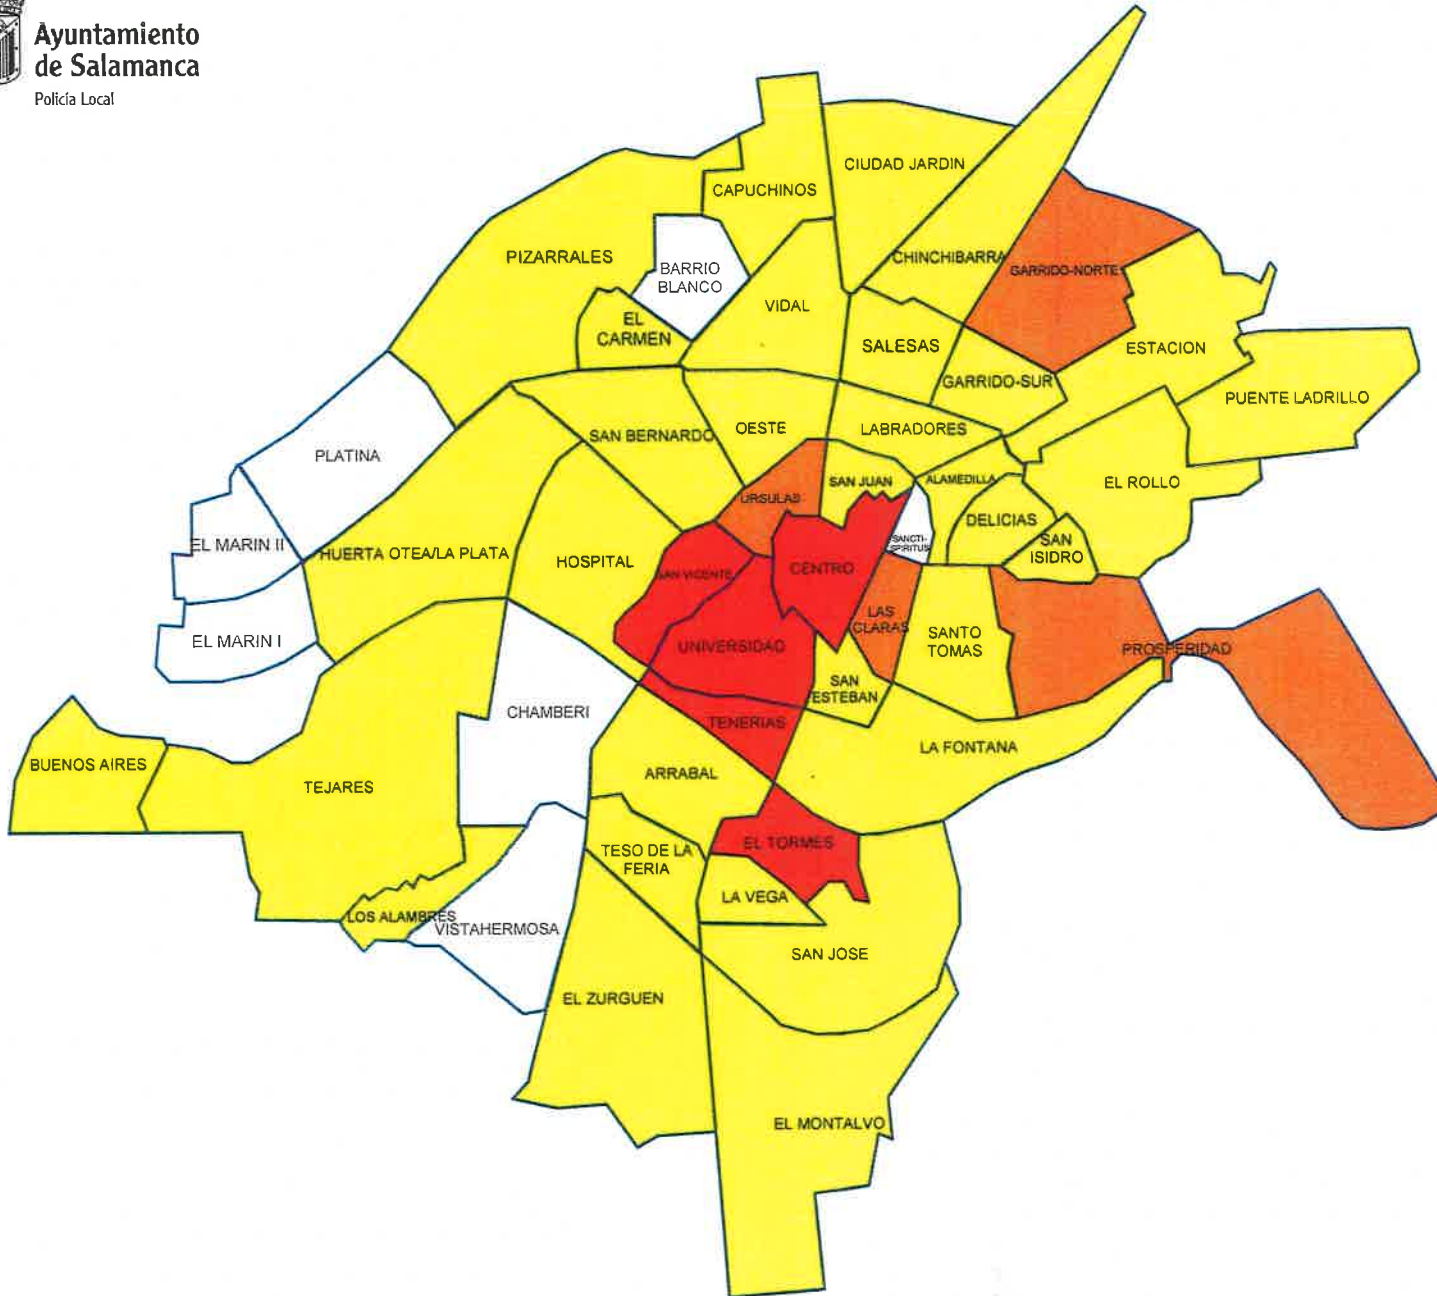 Ayuntamiento
de Salamanca
Policía Local
CIUDAD JARDIN
CAPUCHINOS
PIZARRALES
CHINCHIBARRA
BARRIO
BLANCO
GARRIDO-NORTE
VIDAL
EL
CARMEN
SALESAS
ESTACION
GARRIDO-SUR
PUENTE LADRILLO
SAN BERNARDO
OESTE
LABRADORES
PLATINA
SAN JUAN
ALAMEDILLA
EL ROLLO
URSULAS
DELICIAS
EL MARIN II
HUERTA OTEA/LA PLATA
HOSPITAL
SANCTI-
SPIRITUS
SAN
ISIDRO
SAN VICENTE
CENTRO
LAS
CLARAS
EL MARIN I
UNIVERSIDAD
SANTO
TOMAS
PROSPERIDAD
SAN
ESTEBAN
CHAMBERI
TENERIAS
LA FONTANA
BUENOS AIRES
TEJARES
ARRABAL
EL TORMES
TESO DE LA
FERIA
LA VEGA
LOS ALAMBRES
VISTAHERMOSA
SAN JOSE
EL ZURGUEN
EL MONTALVO